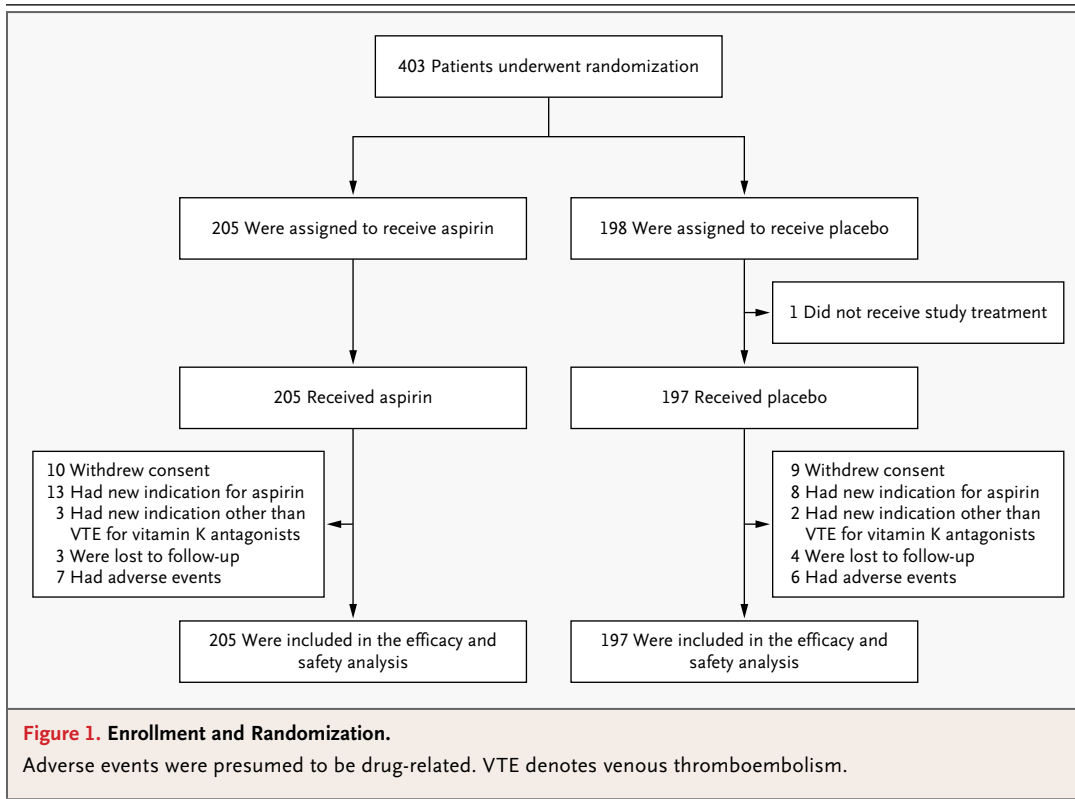 403 Patients underwent randomization
205 Were assigned to receive aspirin
198 Were assigned to receive placebo
1 Did not receive study treatment
205 Received aspirin
197 Received placebo
10 Withdrew consent
13 Had new indication for aspirin
3 Had new indication other than
VTE for vitamin K antagonists
3 Were lost to follow-up
7 Had adverse events
9 Withdrew consent
8 Had new indication for aspirin
2 Had new indication other than
VTE for vitamin K antagonists
4 Were lost to follow-up
6 Had adverse events
205 Were included in the efficacy and
safety analysis
197 Were included in the efficacy and
safety analysis
Figure 1. Enrollment and Randomization.
Adverse events were presumed to be drug-related. VTE denotes venous thromboembolism.